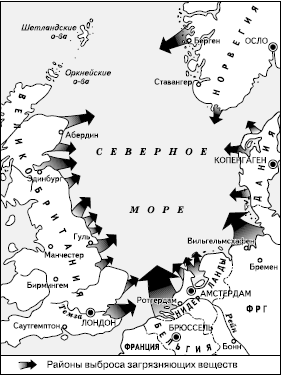 Шетландские
о-ва
Берген
ОСЛО
НОРВЕГИЯ
Оркнейские
о-ва
Ставангер
Абердин
СЕВЕРНОЕ
КОПЕНГАГЕН
Эдинбург
ДАНИЯ
ВЕЛИКОБРИТАНИЯ
МОРЕ
Гуль
Вильгельмсхафен
Манчестер
Бремен
Бирмингем
НИДЕРЛАНДЫ
АМСТЕРДАМ
Роттердам
ФРГ
Темза
ЛОНДОН
Саутгемптон
БРЮССЕЛЬ
Рейн
БЕЛЬГИЯ
ФРАНЦИЯ
Бонн
Районы выброса загрязняющих веществ